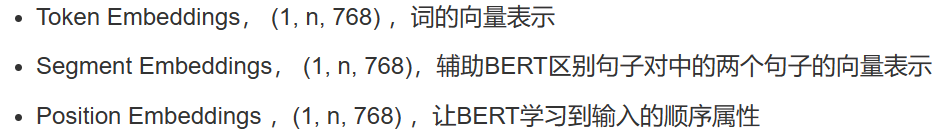 • Token Embeddings， (1, n, 768) ，词的向量表示
• Segment Embeddings， (1, n, 768)，辅助BERT区别句子对中的两个句子的向量表示
• Position Embeddings ，(1, n, 768) ，让BERT学习到输入的顺序属性